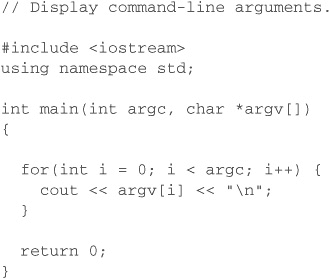 // Display command-line arguments.
#include <iostream>
using namespace std;
int main(int argc, char *argv[])
{
for(int i = 0; i < argc; i++) {
cout << argv[i] << "\n";
}
return 0;
}